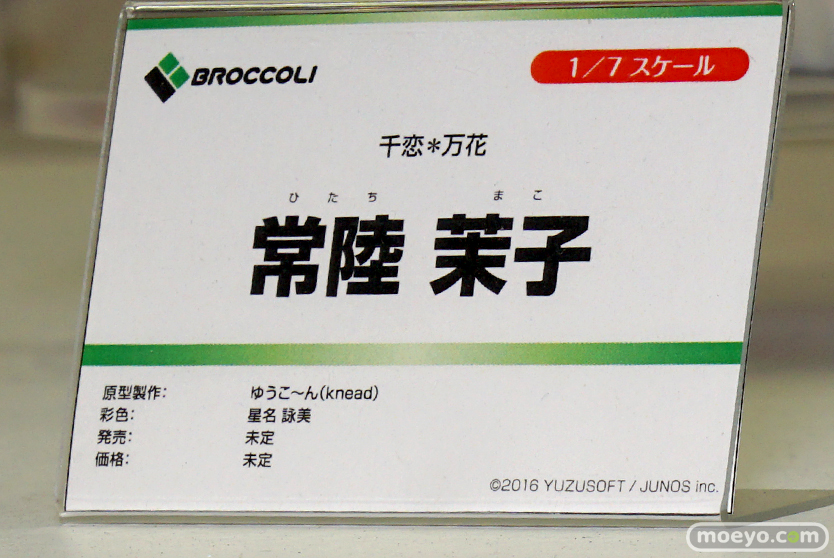 BROCCOLI
1/7 スケール
千恋*万花
ひたち まこ
常陸 茉子
原型製作: ゆうこ～ん(knead)
彩色: 星名 詠美
発売: 未定
価格: 未定
©2016 YUZUSOFT / JUNOS inc.
moeyo.com